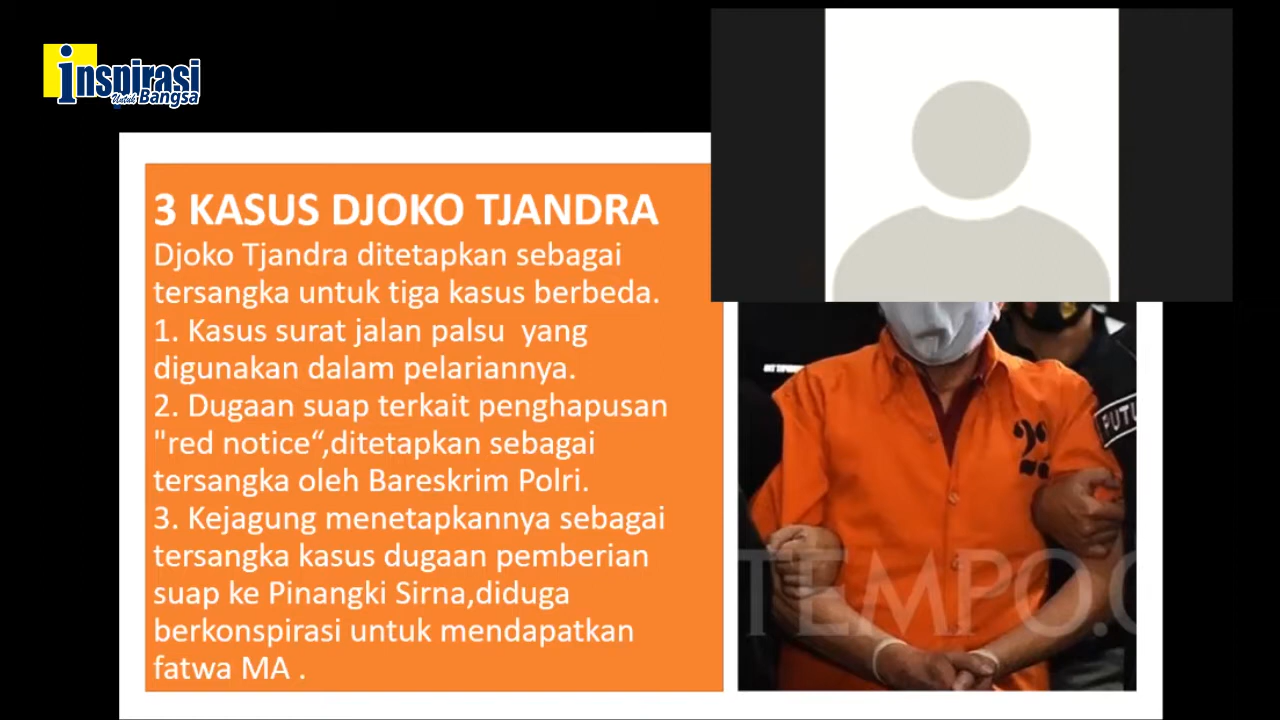 inspirasi
Untuk Bangsa
3 KASUS DJOKO TJANDRA
Djoko Tjandra ditetapkan sebagai
tersangka untuk tiga kasus berbeda.
1. Kasus surat jalan palsu  yang
digunakan dalam pelariannya.
2. Dugaan suap terkait penghapusan
"red notice“,ditetapkan sebagai
tersangka oleh Bareskrim Polri.
3. Kejagung menetapkannya sebagai
tersangka kasus dugaan pemberian
suap ke Pinangki Sirna,diduga
berkonspirasi untuk mendapatkan
fatwa MA .
PUTU
TEMPO.C